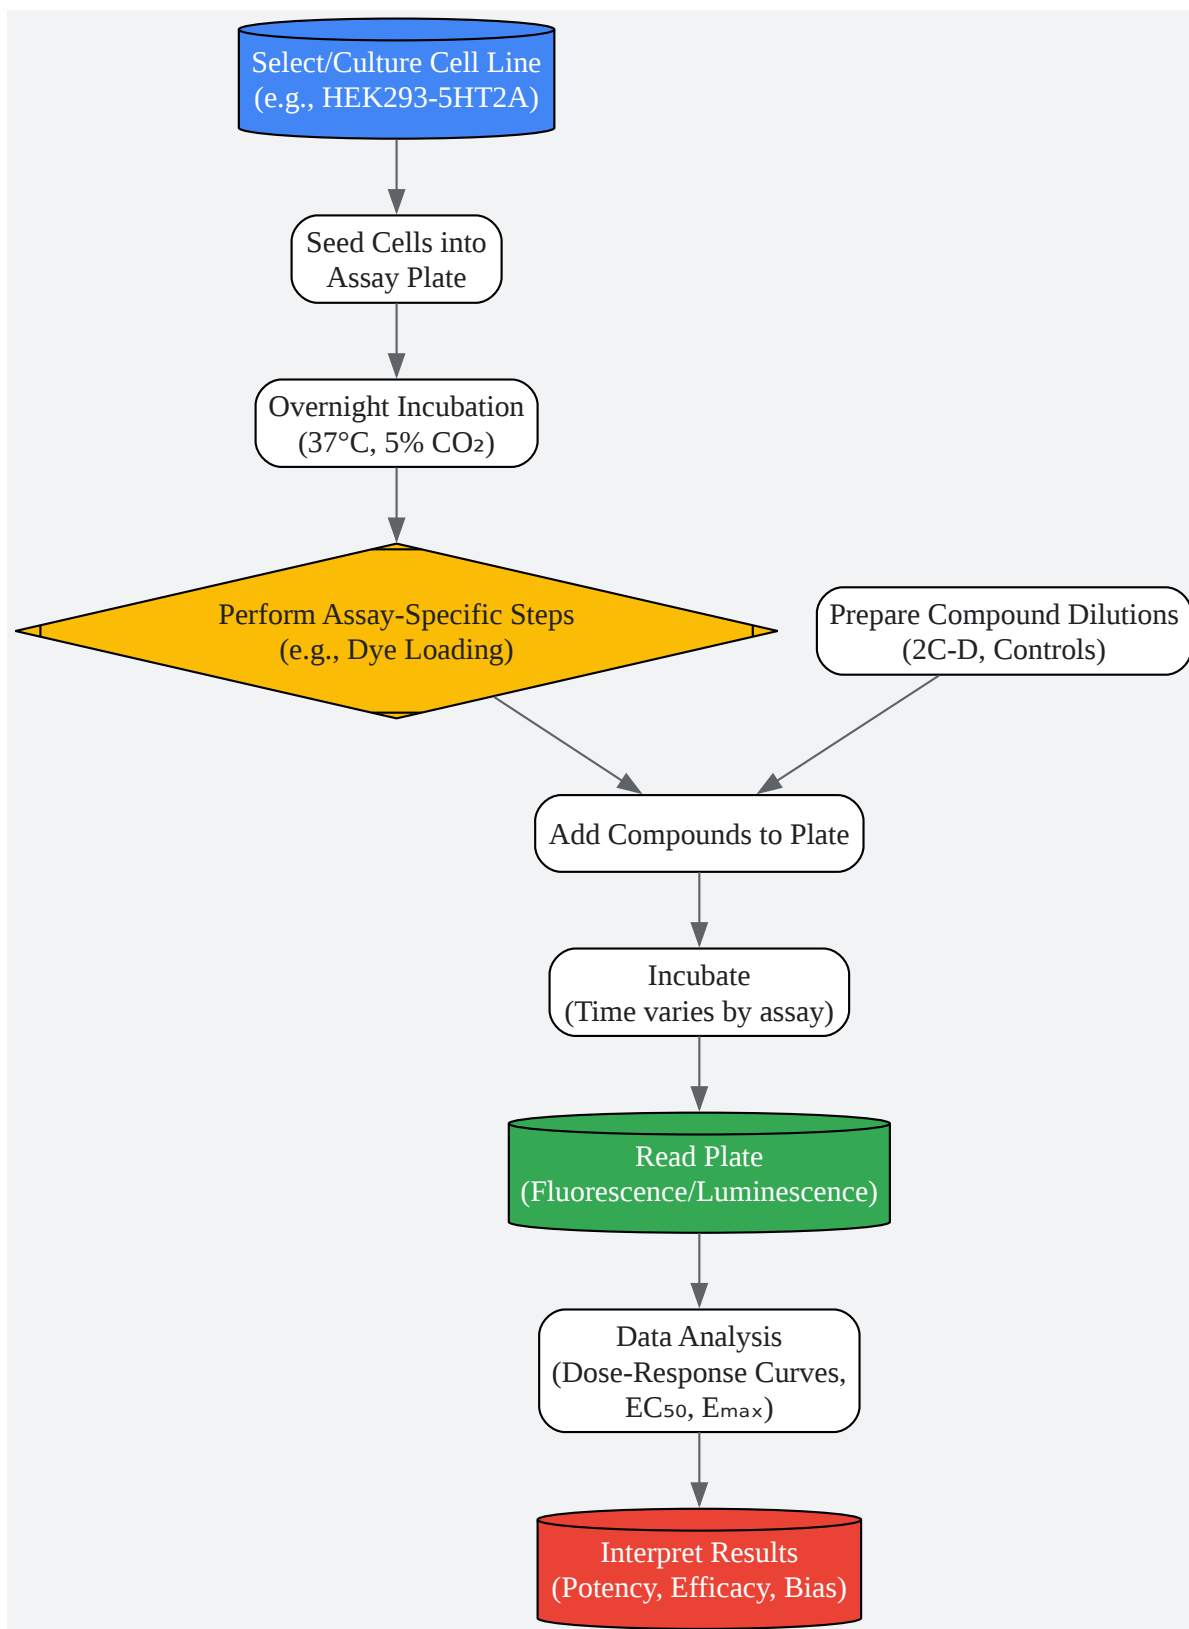 Select/Culture Cell Line
(e.g., HEK293-5HT2A)
Seed Cells into
Assay Plate
Overnight Incubation
(37°C, 5% CO₂)
Perform Assay-Specific Steps
(e.g., Dye Loading)
Prepare Compound Dilutions
(2C-D, Controls)
Add Compounds to Plate
Incubate
(Time varies by assay)
Read Plate
(Fluorescence/Luminescence)
Data Analysis
(Dose-Response Curves,
EC₅₀, Eₘₐₓ)
Interpret Results
(Potency, Efficacy, Bias)